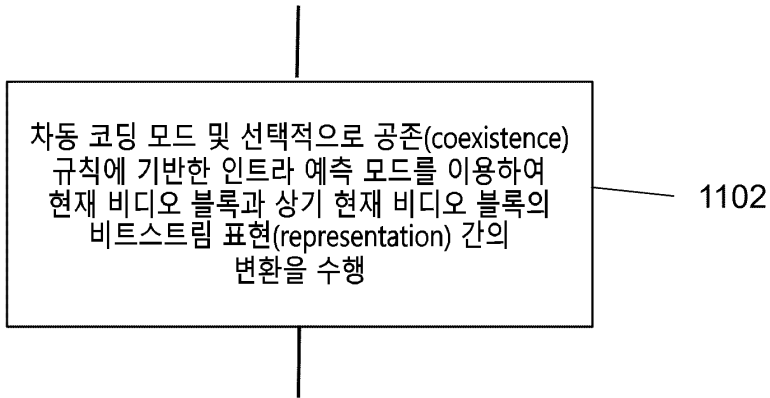 차동 코딩 모드 및 선택적으로 공존(coexistence)
규칙에 기반한 인트라 예측 모드를 이용하여
현재 비디오 블록과 상기 현재 비디오 블록의
비트스트림 표현(representation) 간의
변환을 수행
1102